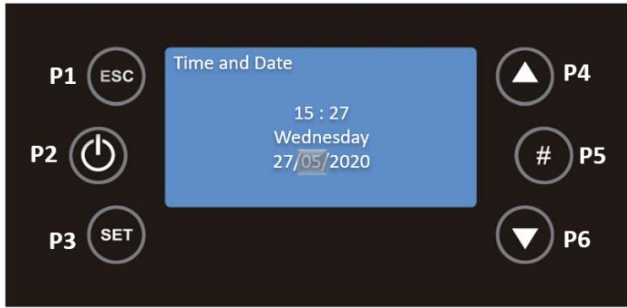 P1 ESC
P2
P3 SET
Time and Date
15 : 27
Wednesday
27/05/2020
P4
# P5
P6